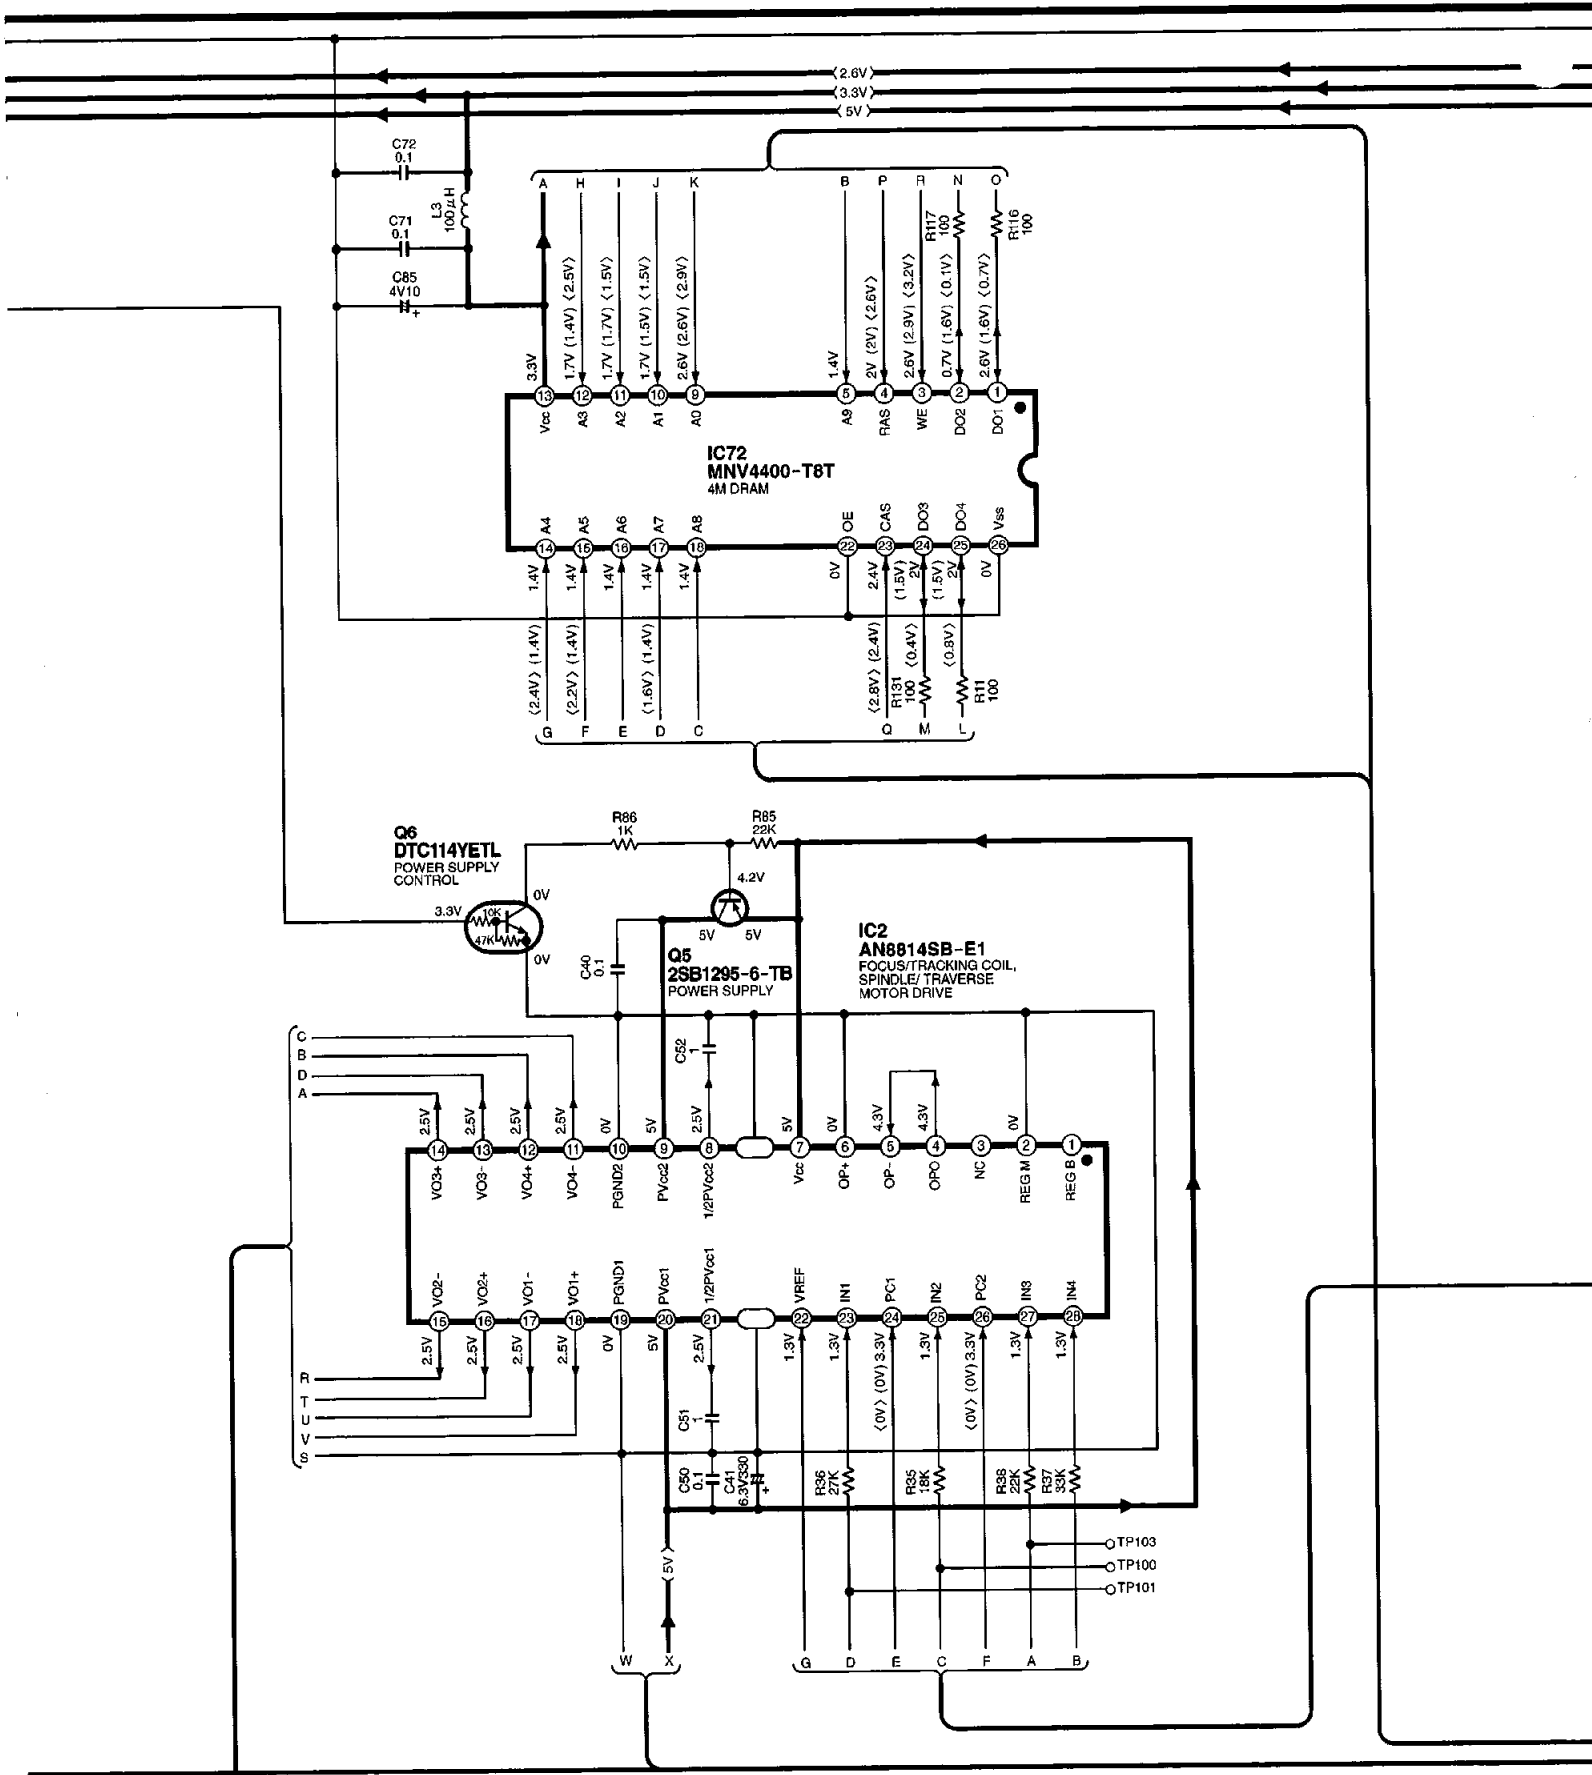 ⟨2.6V⟩
⟨3.3V⟩
⟨5V⟩
C72
0.1
L3
100μH
C71
0.1
C85
4V10
+
A H I J K B P R N O
R117
100
R116
100
3.3V
1.7V (1.4V) ⟨2.5V⟩
1.7V (1.7V) ⟨1.5V⟩
1.7V (1.5V) ⟨1.5V⟩
2.6V (2.6V) ⟨2.9V⟩
1.4V
2V (2V) ⟨2.6V⟩
2.6V (2.9V) ⟨3.2V⟩
0.7V (1.6V) ⟨0.1V⟩
2.6V (1.6V) ⟨0.7V⟩
13 12 11 10 9 5 4 3 2 1
Vcc A3 A2 A1 A0 A9 RAS WE DO2 DO1
IC72
MNV4400-T8T
4M DRAM
A4 A5 A6 A7 A8 OE CAS DO3 DO4 Vss
14 15 16 17 18 22 23 24 25 26
1.4V 1.4V 1.4V 1.4V 1.4V 0V 2.4V 2V 2V 0V
(1.5V) (1.5V)
⟨2.4V⟩ (1.4V)
⟨2.2V⟩ (1.4V)
⟨1.6V⟩ (1.4V)
⟨2.8V⟩ (2.4V)
⟨0.4V⟩
⟨0.8V⟩
R131
100
R11
100
G F E D C Q M L
R86
1K
R85
22K
Q6
DTC114YETL
POWER SUPPLY
CONTROL
4.2V
0V
3.3V
10K
47K
0V
5V 5V
C40
0.1
Q5
2SB1295-6-TB
POWER SUPPLY
IC2
AN8814SB-E1
FOCUS/TRACKING COIL,
SPINDLE/ TRAVERSE
MOTOR DRIVE
C
B
D
A
C52
1
2.5V 2.5V 2.5V 2.5V 0V 5V 2.5V 5V 0V 4.3V 4.3V 0V
14 13 12 11 10 9 8 7 6 5 4 3 2 1
VO3+ VO3- VO4+ VO4- PGND2 PVcc2 1/2PVcc2 Vcc OP+ OP- OPO NC REG M REG B
VO2- VO2+ VO1- VO1+ PGND1 PVcc1 1/2PVcc1 VREF IN1 PC1 IN2 PC2 IN3 IN4
15 16 17 18 19 20 21 22 23 24 25 26 27 28
2.5V 2.5V 2.5V 2.5V 0V 5V 2.5V 1.3V 1.3V ⟨0V⟩ (0V) 3.3V 1.3V ⟨0V⟩ (0V) 3.3V 1.3V 1.3V
R
T
U
V
S
C51
1
C50
0.1
C41
6.3V330
+
R36
27K
R35
18K
R38
22K
R37
33K
⟨5V⟩
TP103
TP100
TP101
W X G D E C F A B